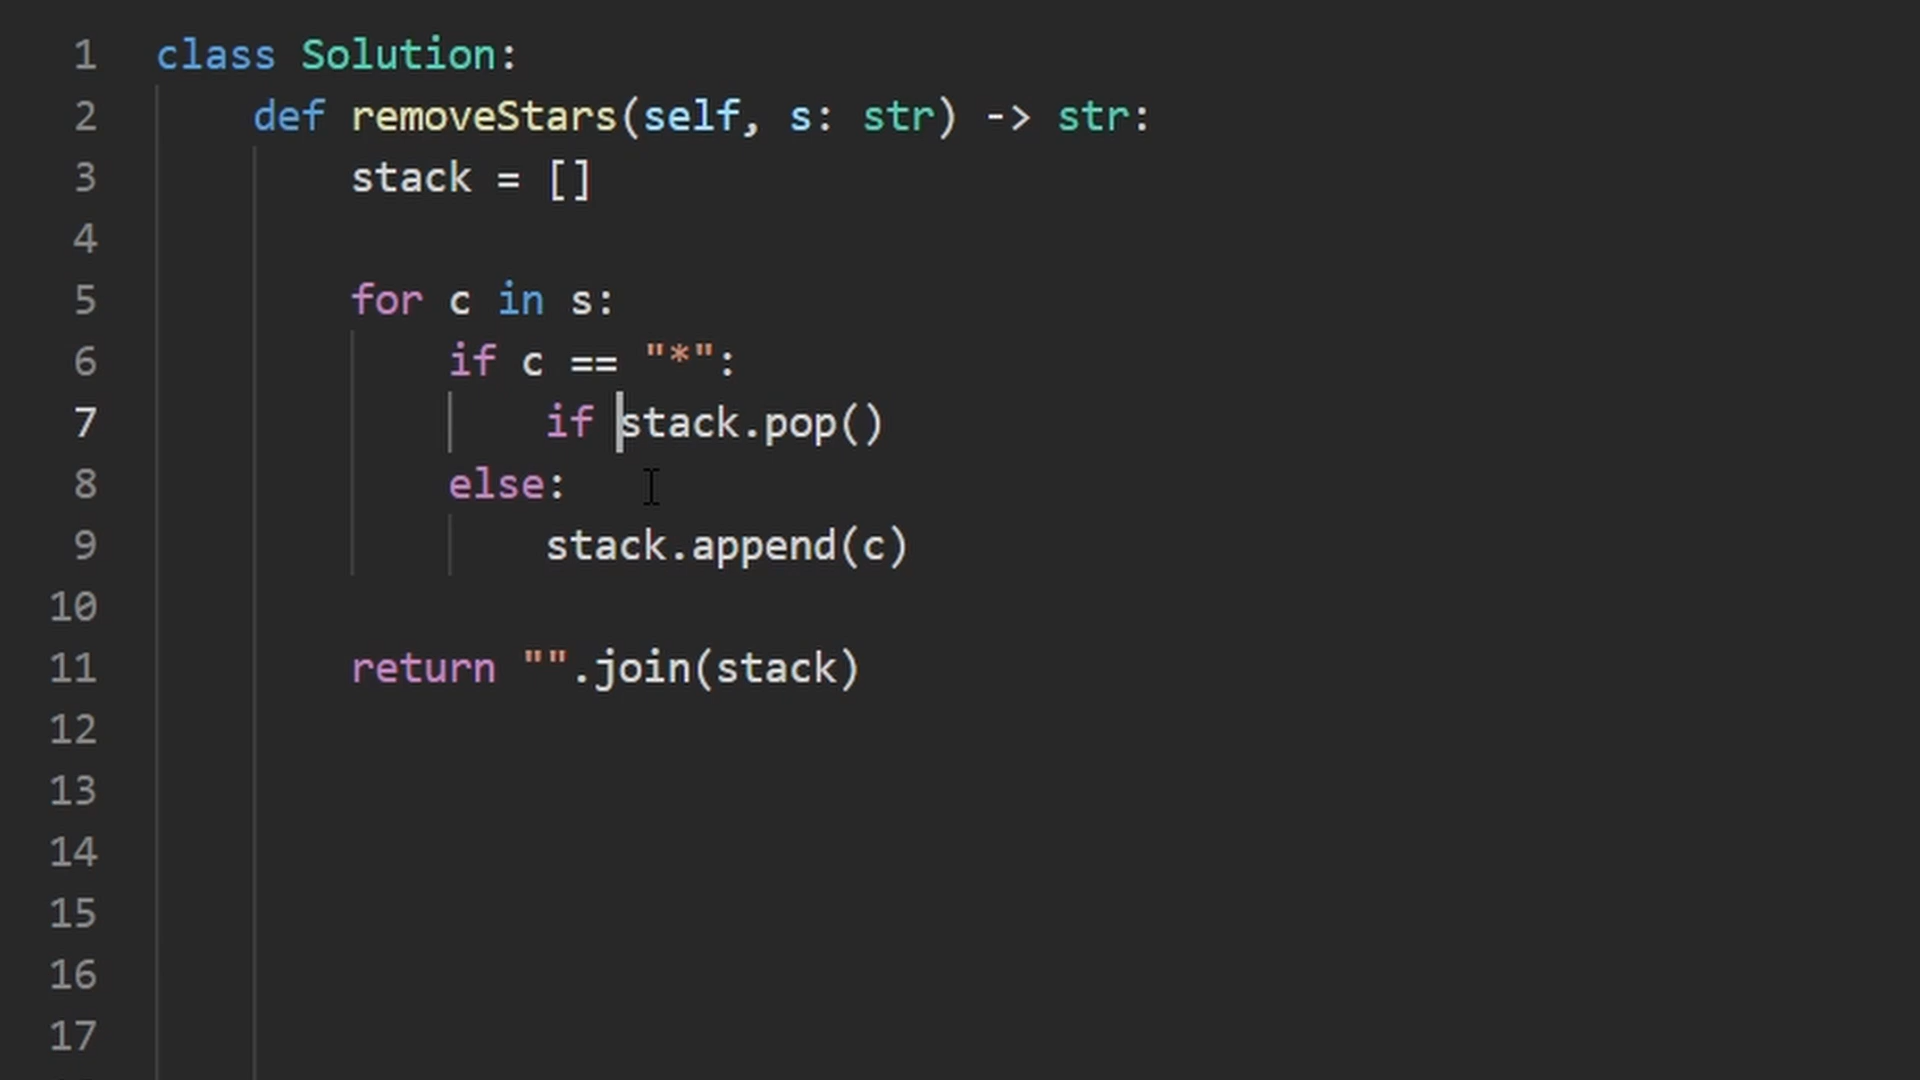 1 class Solution:
2 def removeStars(self, s: str) -> str:
3 stack = []
4
5 for c in s:
6 if c == "*":
7 if stack.pop()
8 else:
9 stack.append(c)
10
11 return "".join(stack)
12
13
14
15
16
17